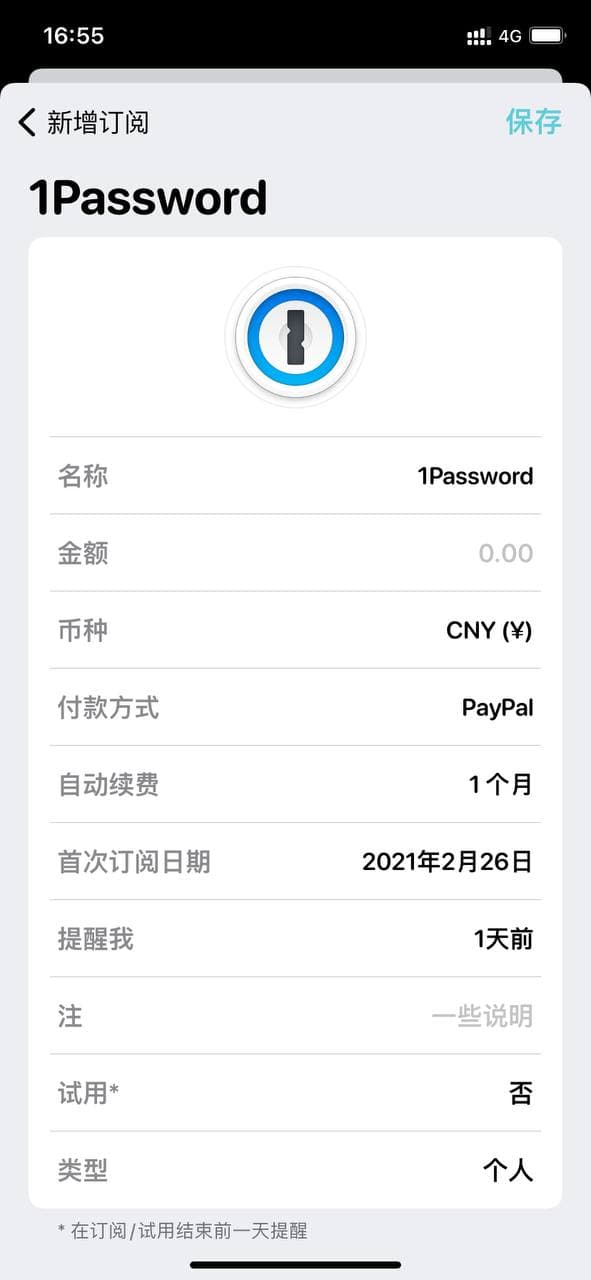 16:55
4G
新增订阅
保存
1Password
名称 1Password
金额 0.00
币种 CNY (¥)
付款方式 PayPal
自动续费 1 个月
首次订阅日期 2021年2月26日
提醒我 1天前
注 一些说明
试用* 否
类型 个人
* 在订阅/试用结束前一天提醒